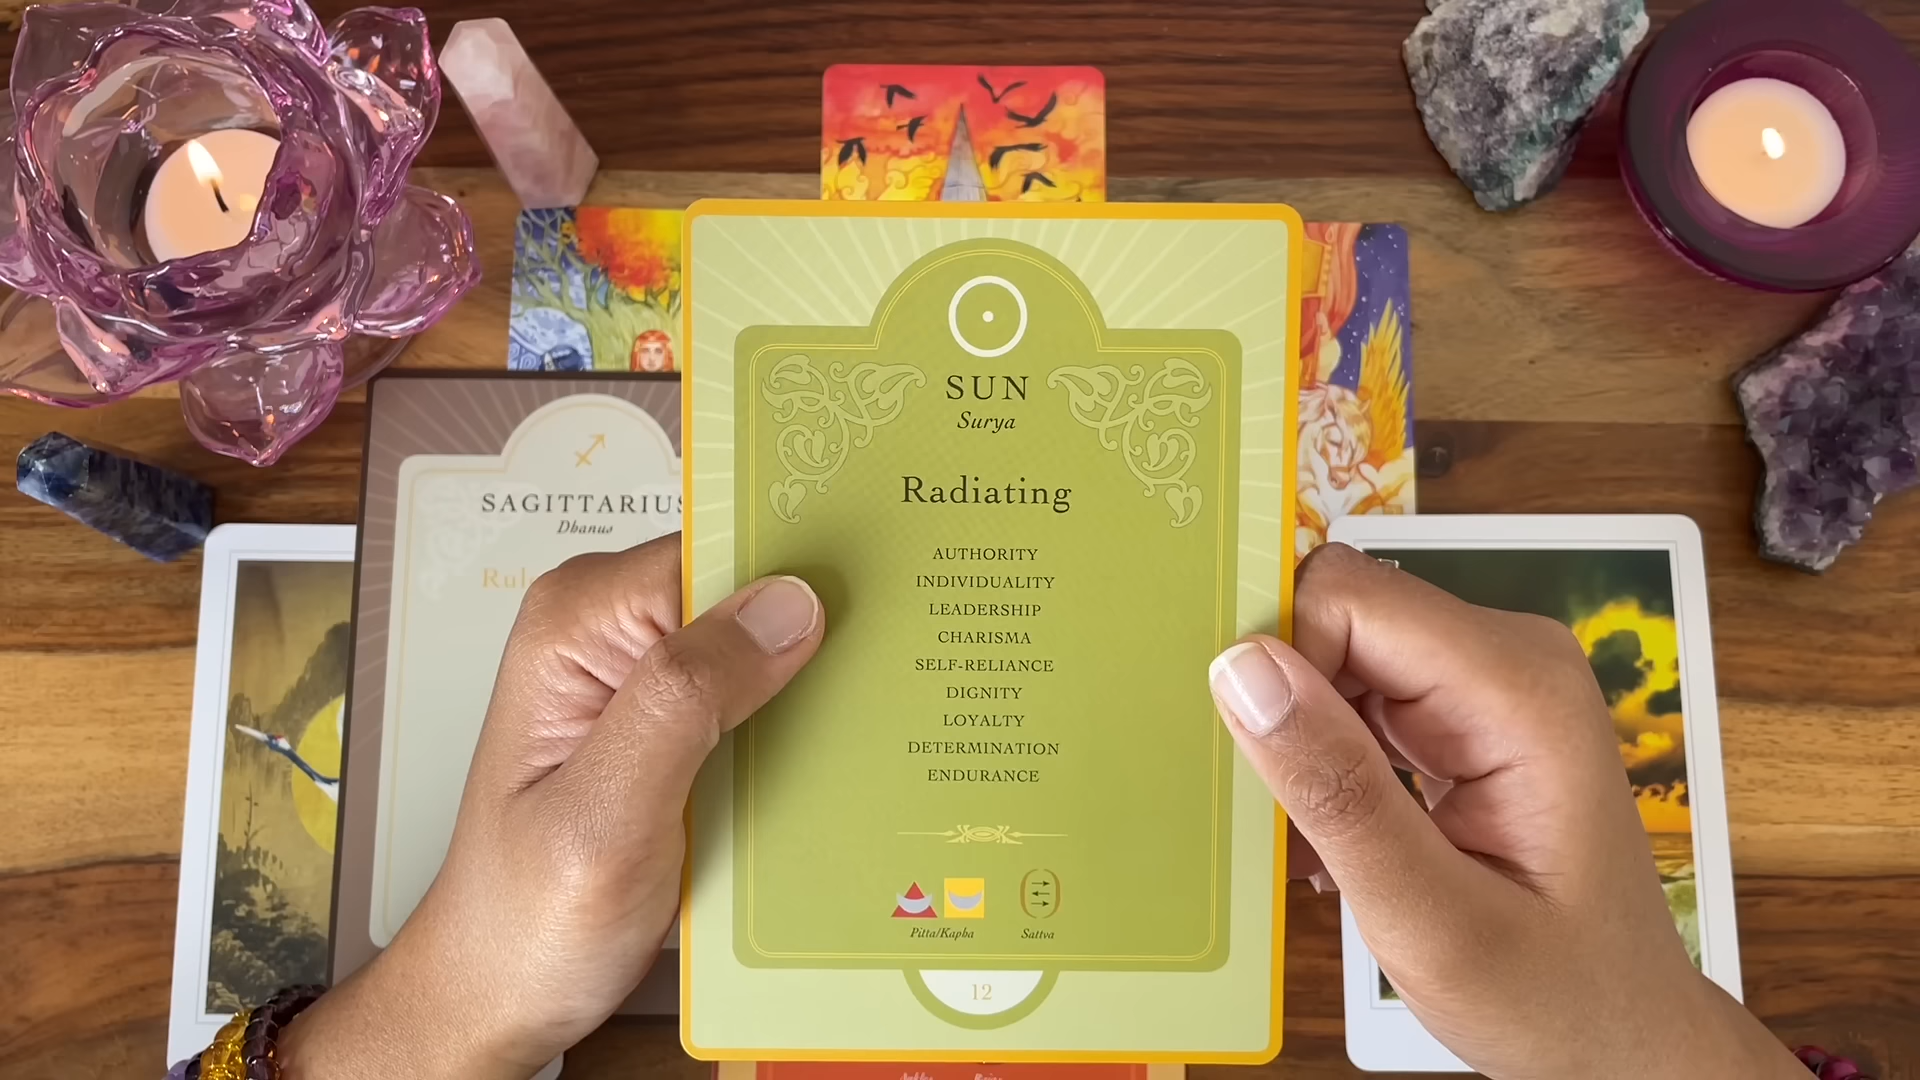 SUN
Surya
Radiating
AUTHORITY
INDIVIDUALITY
LEADERSHIP
CHARISMA
SELF-RELIANCE
DIGNITY
LOYALTY
DETERMINATION
ENDURANCE
Pitta/Kapha
Sattva
12
SAGITTARIUS
Dhanus